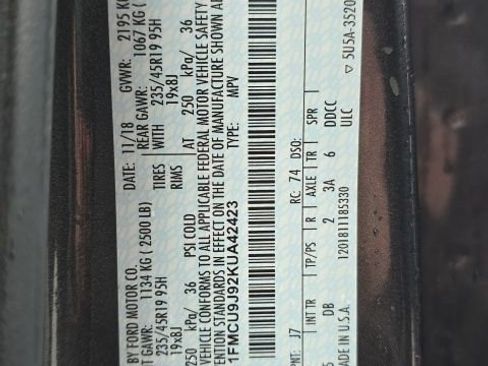 BY FORD MOTOR CO. DATE: 11/18 GVWR: 2195 K
T GAWR: 1134 KG ( 2500 LB) REAR GAWR: 1067 KG (
235/45R19 95H TIRES WITH 235/45R19 95H
19x8J RIMS 19x8J
250 kPa/ 36 PSI COLD AT 250 kPa/ 36
VEHICLE CONFORMS TO ALL APPLICABLE FEDERAL MOTOR VEHICLE SAFETY
ENTION STANDARDS IN EFFECT ON THE DATE OF MANUFACTURE SHOWN A
1FMCU9J92KUA42423 TYPE: MPV
PNT: J7 RC: 74 DSO:
INT TR TP/PS R AXLE TR SPR
5 DB 2 3A 6 DDCC
MADE IN U.S.A. 1201811185330 ULC
▽ 5U5A-3520